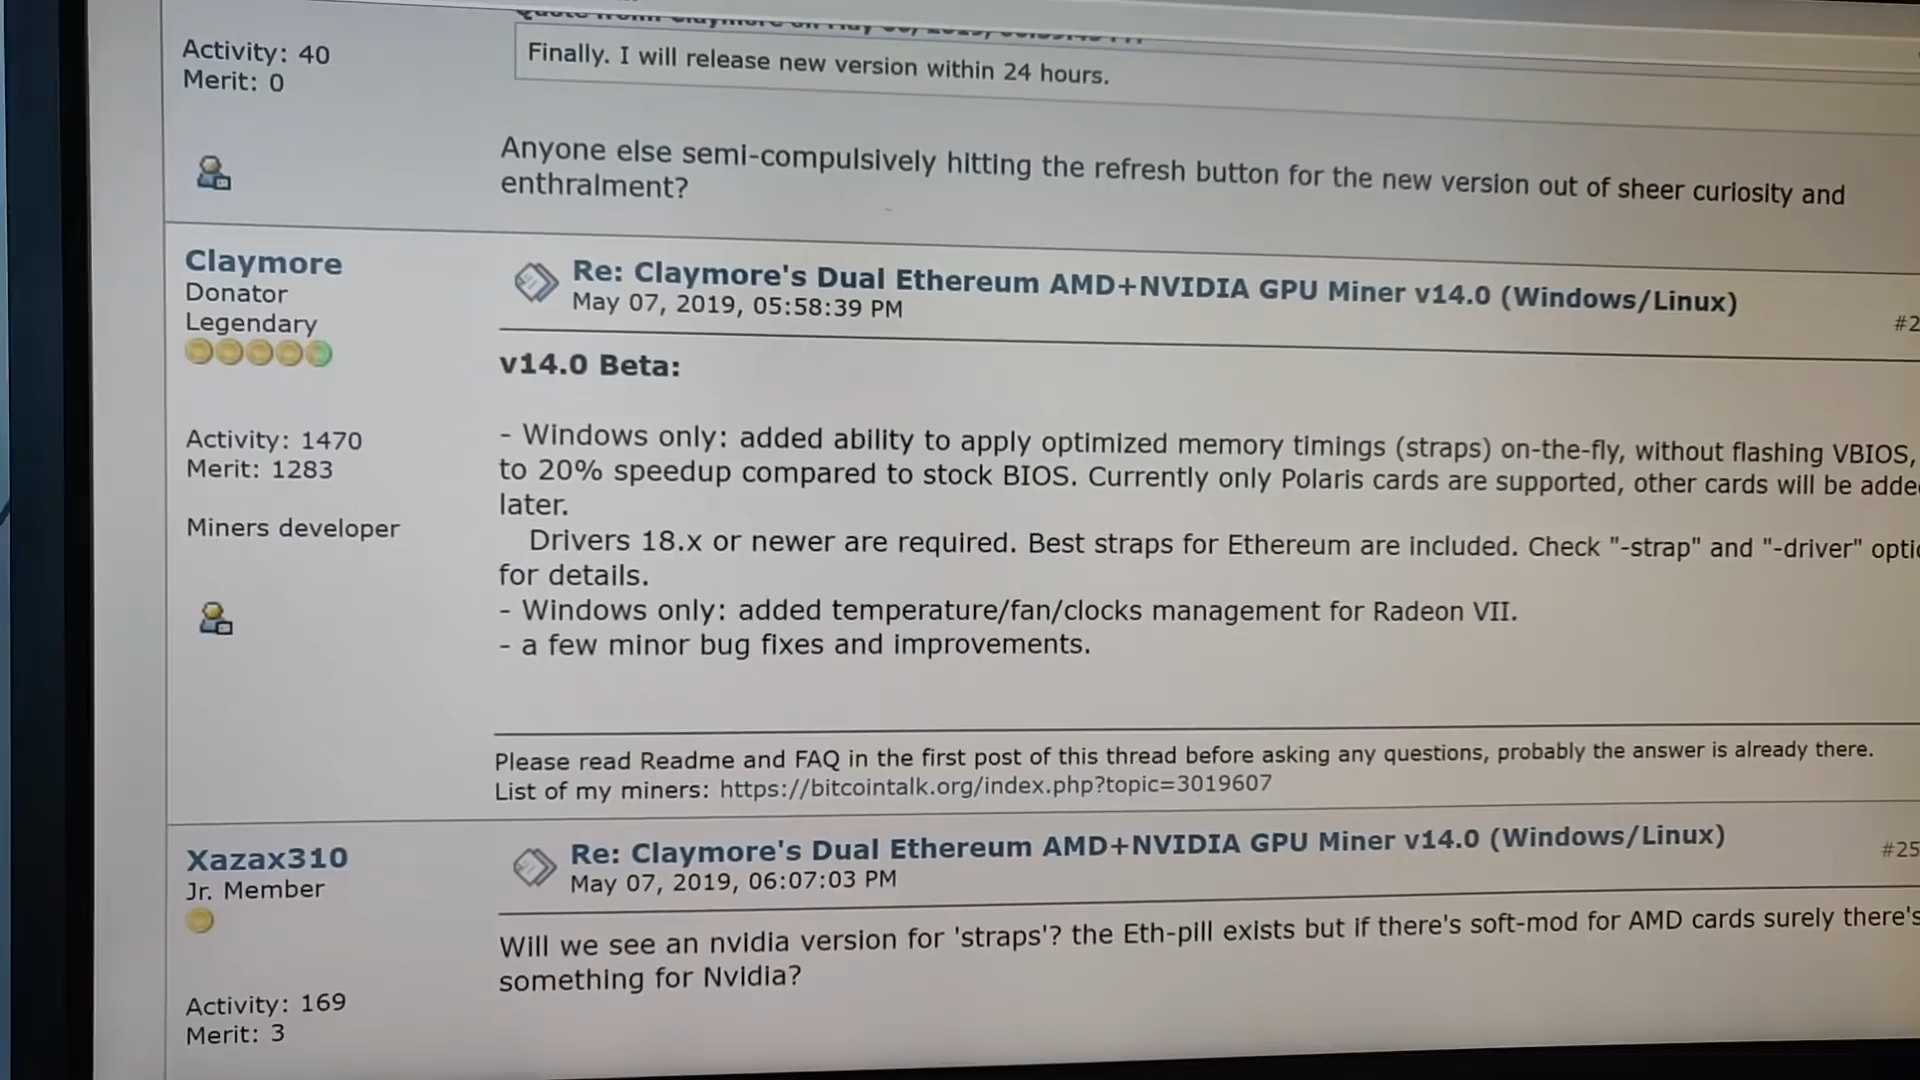 Activity: 40
Merit: 0
Finally. I will release new version within 24 hours.
Anyone else semi-compulsively hitting the refresh button for the new version out of sheer curiosity and
enthralment?
Claymore
Donator
Legendary
Activity: 1470
Merit: 1283
Miners developer
Re: Claymore's Dual Ethereum AMD+NVIDIA GPU Miner v14.0 (Windows/Linux)
May 07, 2019, 05:58:39 PM
#2
v14.0 Beta:
- Windows only: added ability to apply optimized memory timings (straps) on-the-fly, without flashing VBIOS,
to 20% speedup compared to stock BIOS. Currently only Polaris cards are supported, other cards will be adde
later.
Drivers 18.x or newer are required. Best straps for Ethereum are included. Check "-strap" and "-driver" optio
for details.
- Windows only: added temperature/fan/clocks management for Radeon VII.
- a few minor bug fixes and improvements.
Please read Readme and FAQ in the first post of this thread before asking any questions, probably the answer is already there.
List of my miners: https://bitcointalk.org/index.php?topic=3019607
Xazax310
Jr. Member
Activity: 169
Merit: 3
Re: Claymore's Dual Ethereum AMD+NVIDIA GPU Miner v14.0 (Windows/Linux)
May 07, 2019, 06:07:03 PM
#25
Will we see an nvidia version for 'straps'? the Eth-pill exists but if there's soft-mod for AMD cards surely there's
something for Nvidia?